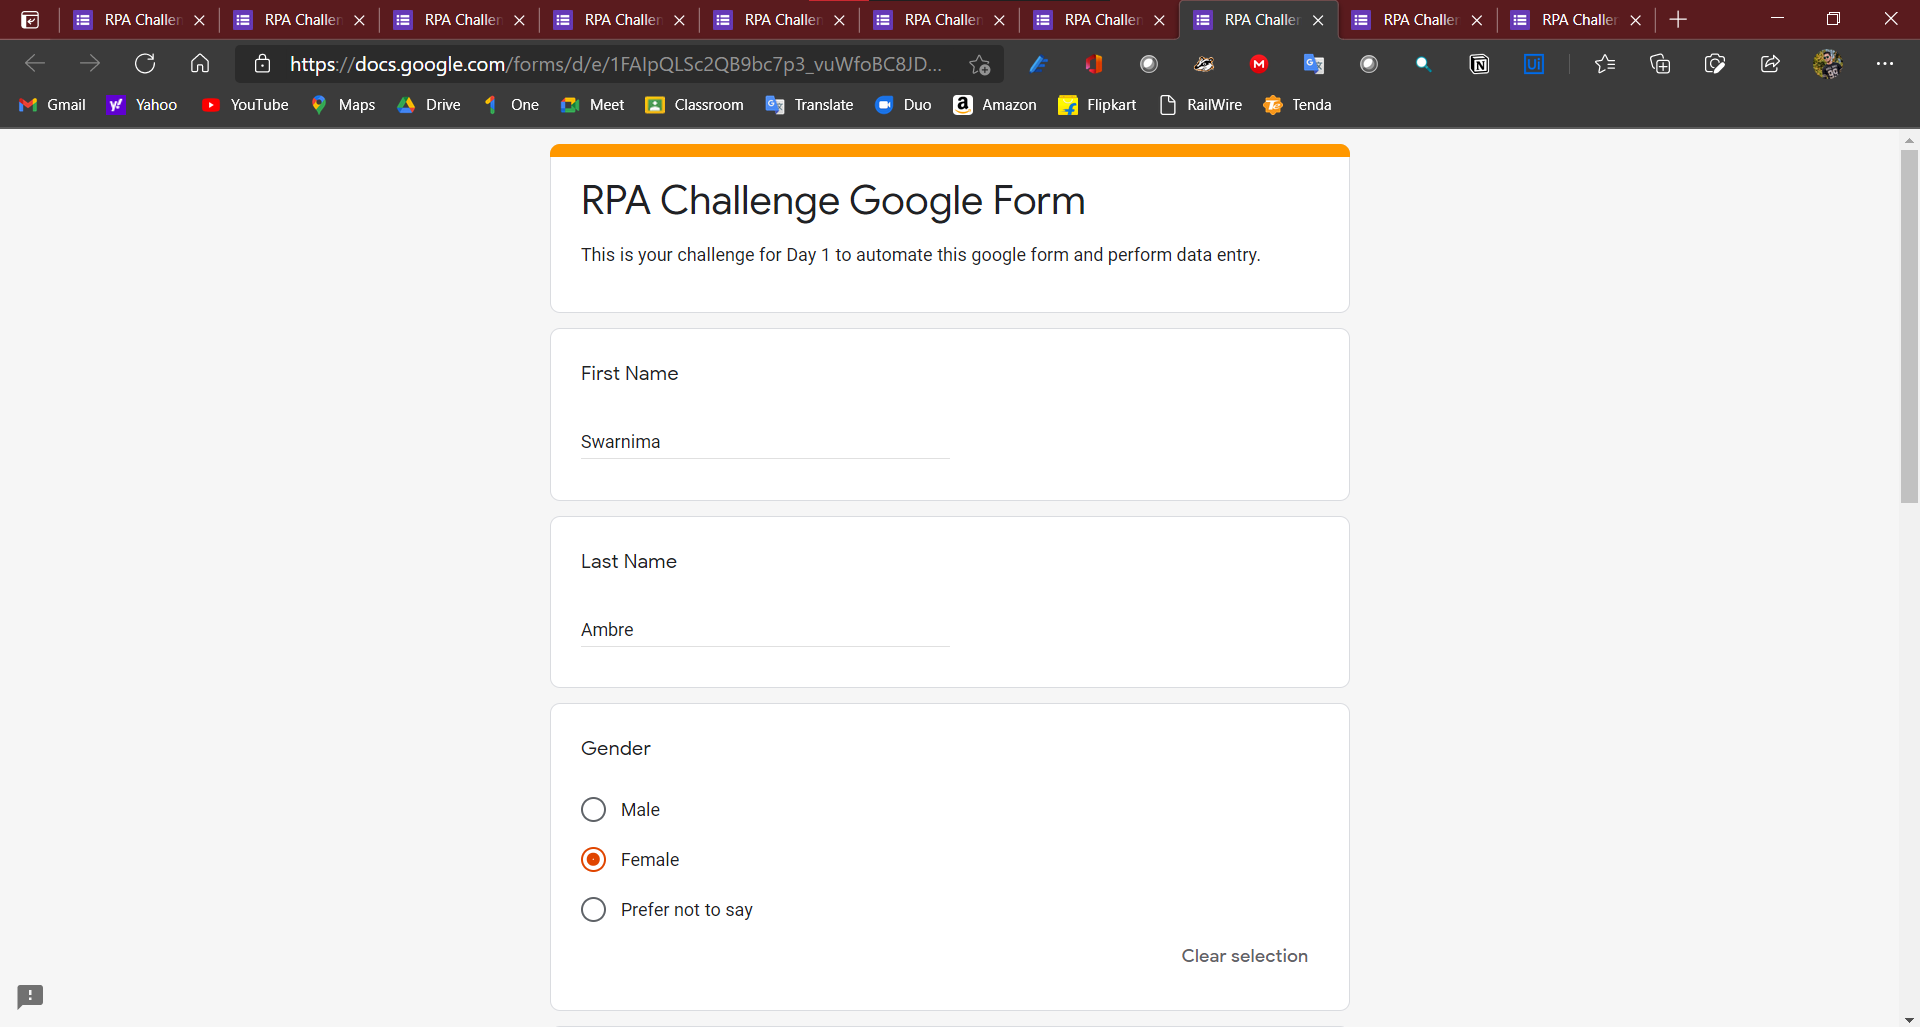 RPA Challen RPA Challen RPA Challen RPA Challen RPA Challen RPA Challen RPA Challen RPA Challen RPA Challen RPA Challen
https://docs.google.com/forms/d/e/1FAIpQLSc2QB9bc7p3_vuWfoBC8JD...
Gmail Yahoo YouTube Maps Drive One Meet Classroom Translate Duo Amazon Flipkart RailWire Tenda
RPA Challenge Google Form
This is your challenge for Day 1 to automate this google form and perform data entry.
First Name
Swarnima
Last Name
Ambre
Gender
Male
Female
Prefer not to say
Clear selection